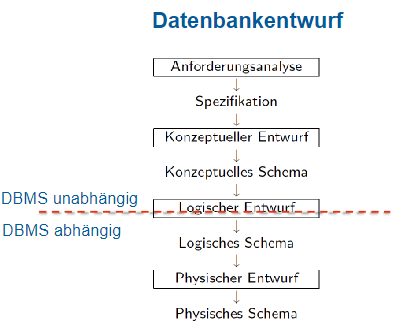 Datenbankentwurf
Anforderungsanalyse
Spezifikation
Konzeptueller Entwurf
Konzeptuelles Schema
DBMS unabhängig
Logischer Entwurf
DBMS abhängig
Logisches Schema
Physischer Entwurf
Physisches Schema